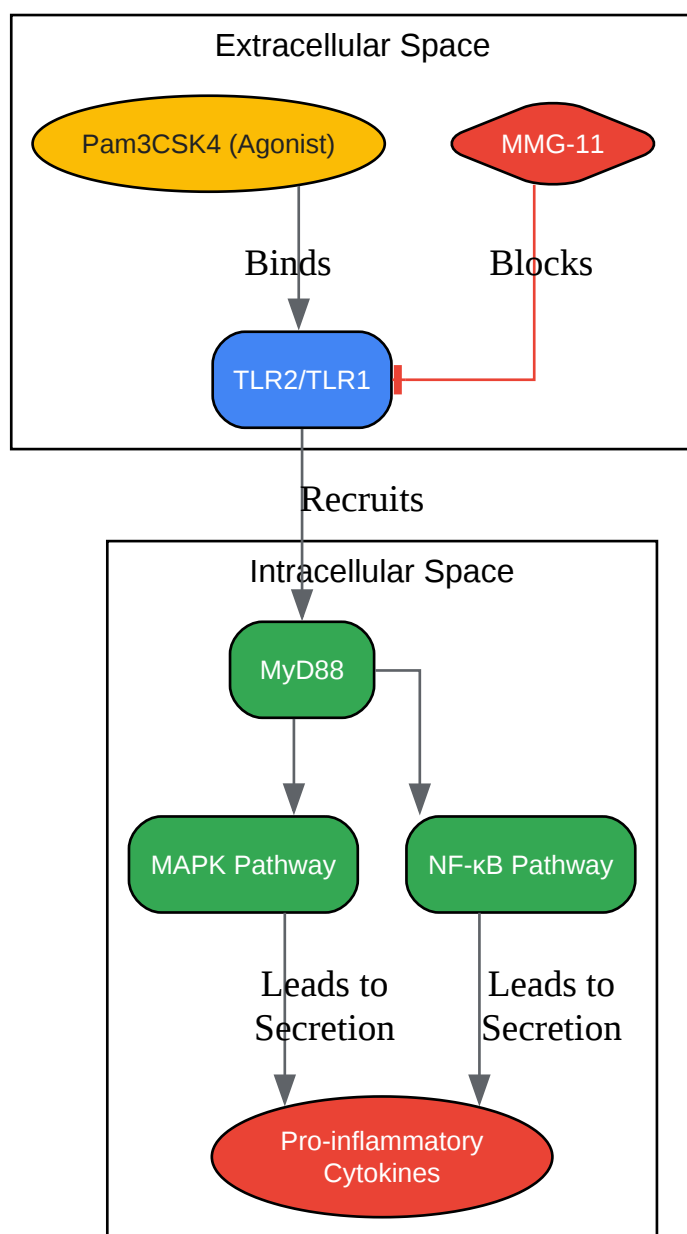 Extracellular Space
Pam3CSK4 (Agonist)
MMG-11
Binds
Blocks
TLR2/TLR1
Recruits
Intracellular Space
MyD88
MAPK Pathway
NF-κB Pathway
Leads to
Secretion
Leads to
Secretion
Pro-inflammatory
Cytokines